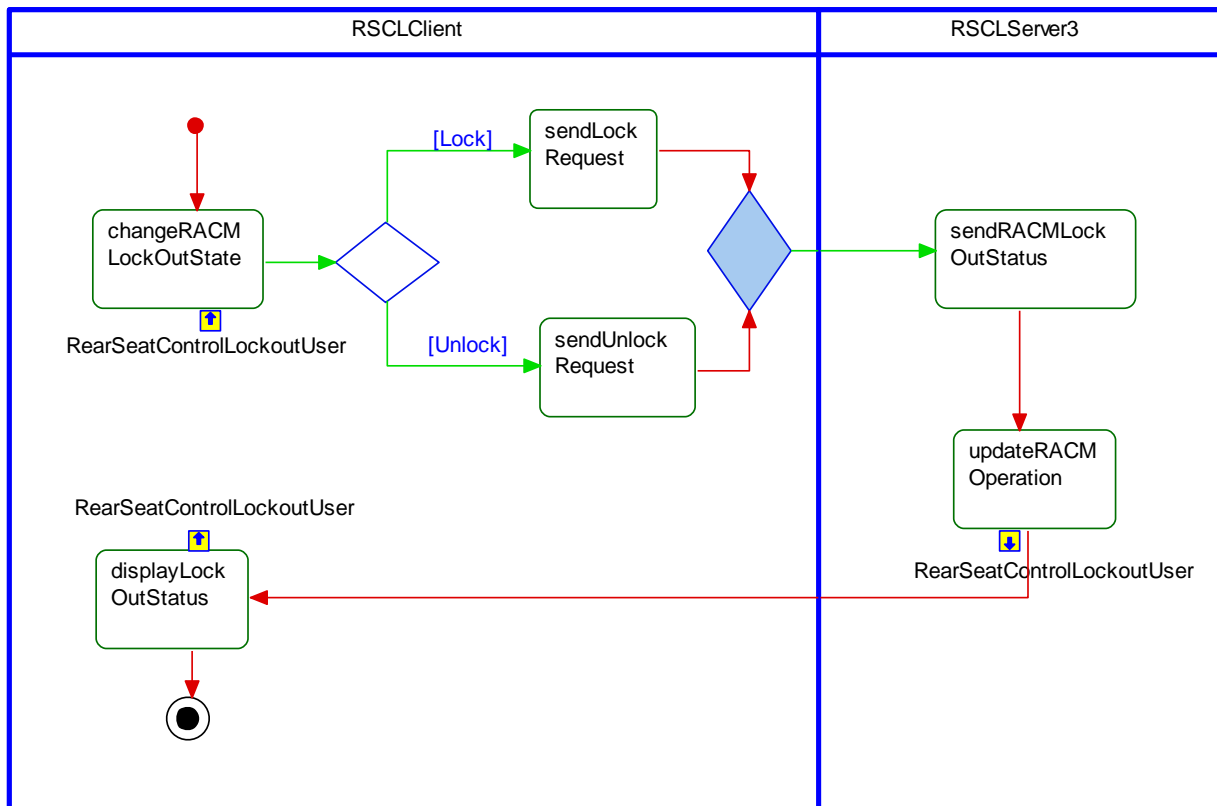 RSCLClient
RSCLServer3
[Lock]
sendLock
Request
changeRACM
LockOutState
RearSeatControlLockoutUser
[Unlock]
sendUnlock
Request
sendRACMLock
OutStatus
updateRACM
Operation
RearSeatControlLockoutUser
RearSeatControlLockoutUser
displayLock
OutStatus